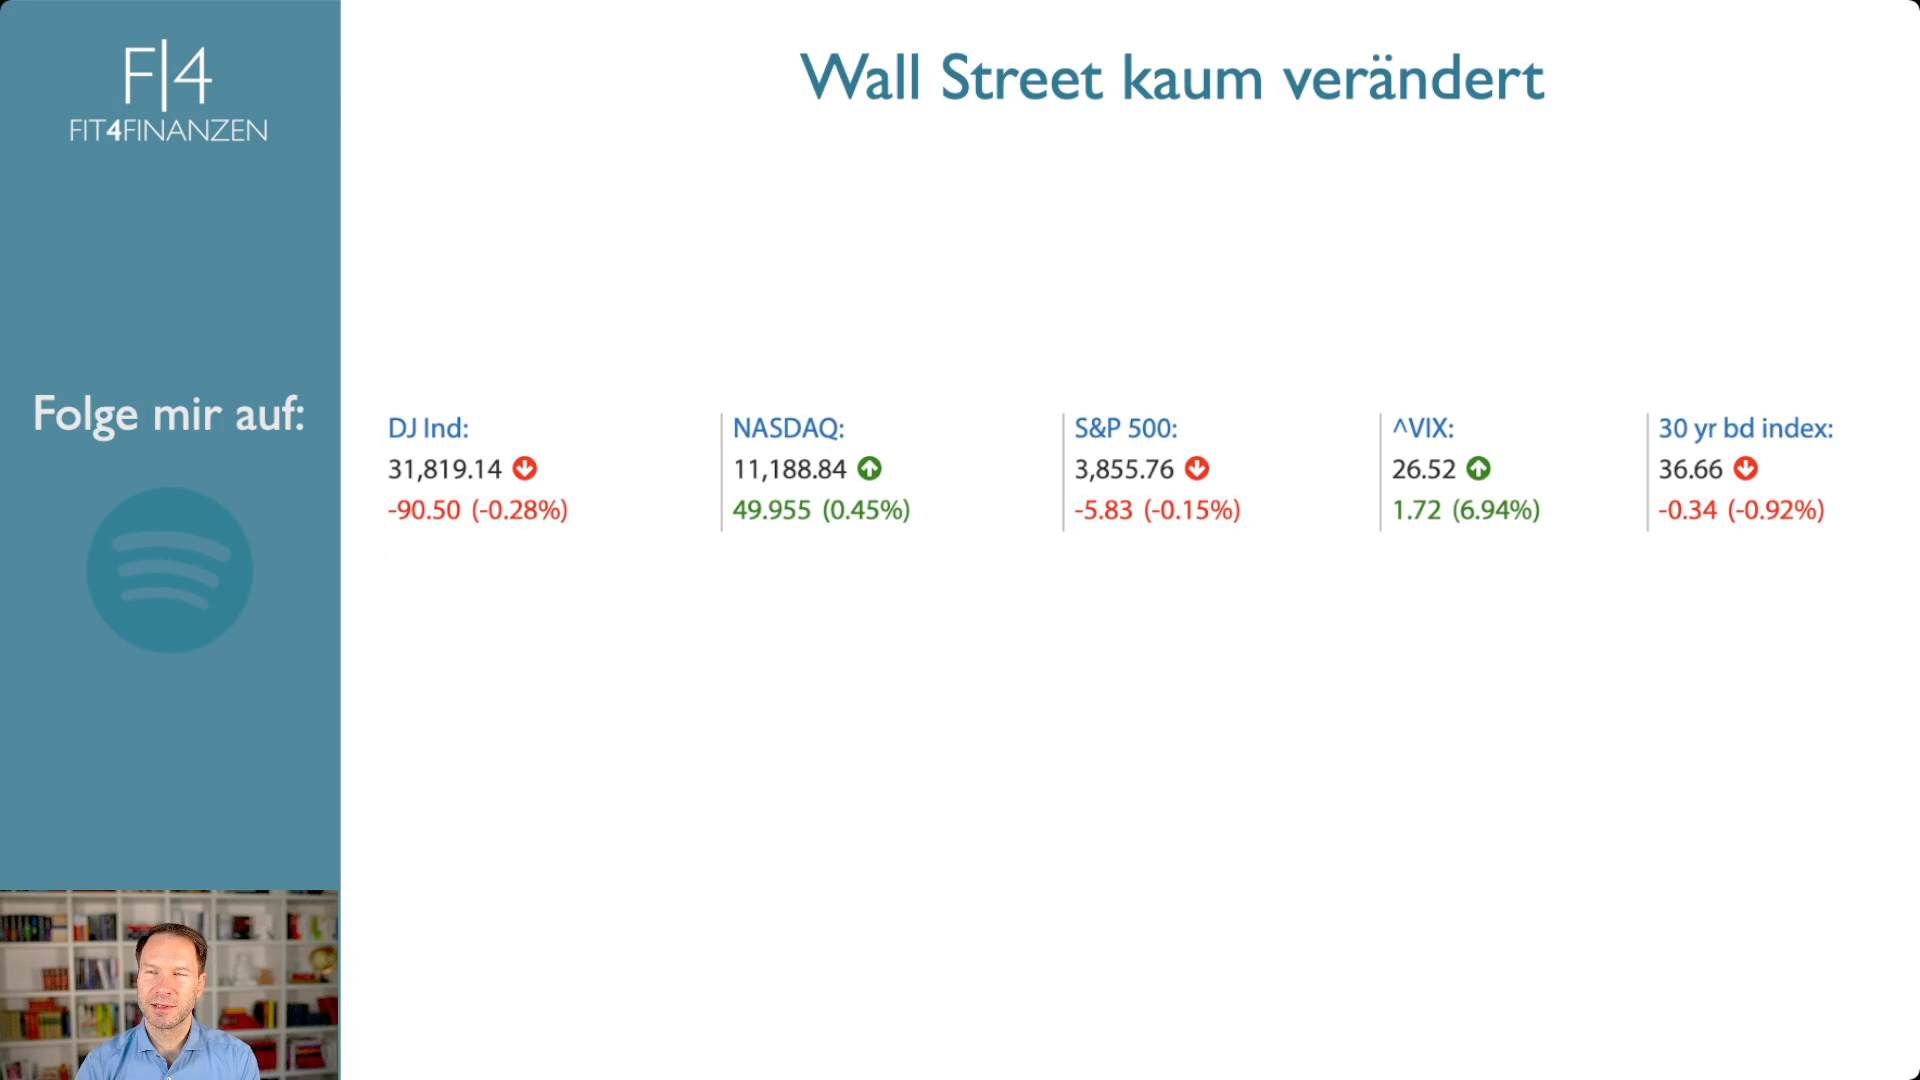 F|4
FIT4FINANZEN
Wall Street kaum verändert
Folge mir auf:
DJ Ind:
31,819.14
-90.50 (-0.28%)
NASDAQ:
11,188.84
49.955 (0.45%)
S&P 500:
3,855.76
-5.83 (-0.15%)
^VIX:
26.52
1.72 (6.94%)
30 yr bd index:
36.66
-0.34 (-0.92%)